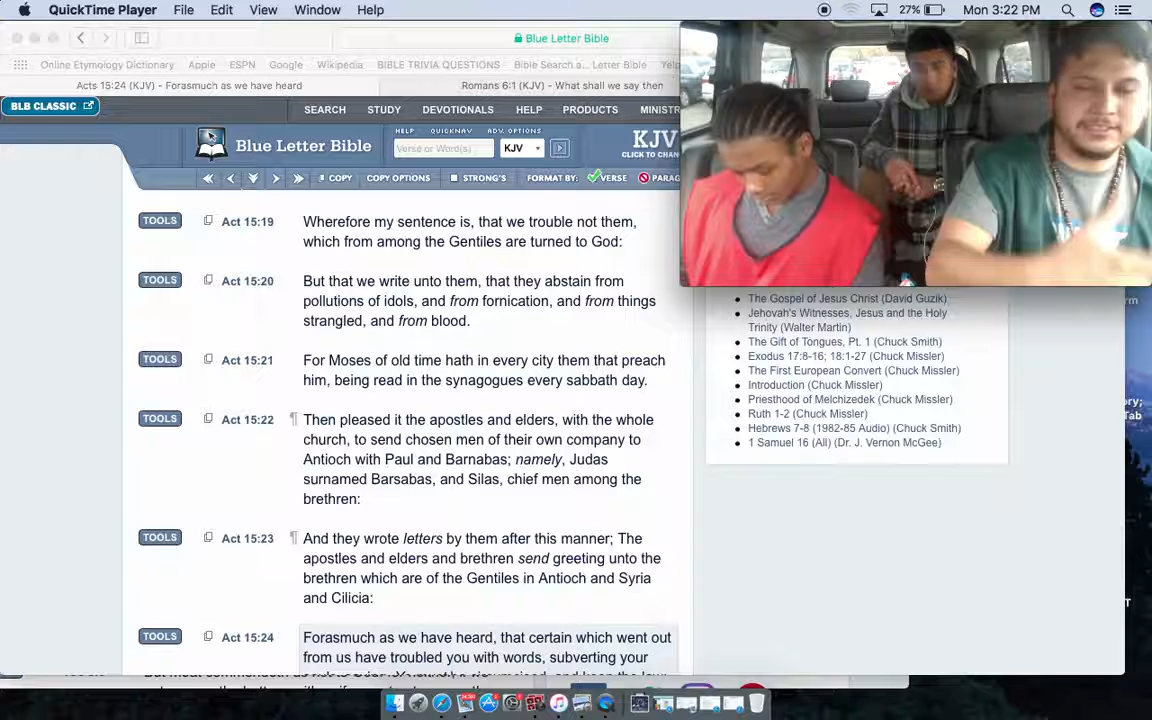 QuickTime Player File Edit View Window Help 27% Mon 3:22 PM
Blue Letter Bible
Online Etymology Dictionary Apple ESPN Google Wikipedia BIBLE TRIVIA QUESTIONS Bible Search a... Letter Bible Yelp
Acts 15:24 (KJV) - Forasmuch as we have heard Romans 6:1 (KJV) - What shall we say then
BLB CLASSIC SEARCH STUDY DEVOTIONALS HELP PRODUCTS MINISTR
HELP QUICKNAV ADV. OPTIONS
Blue Letter Bible Verse or Word(s) KJV KJV
CLICK TO CHAN
COPY COPY OPTIONS STRONG'S FORMAT BY: VERSE PARAG
TOOLS Act 15:19 Wherefore my sentence is, that we trouble not them,
which from among the Gentiles are turned to God:
TOOLS Act 15:20 But that we write unto them, that they abstain from
pollutions of idols, and from fornication, and from things
strangled, and from blood.
TOOLS Act 15:21 For Moses of old time hath in every city them that preach
him, being read in the synagogues every sabbath day.
TOOLS Act 15:22 ¶ Then pleased it the apostles and elders, with the whole
church, to send chosen men of their own company to
Antioch with Paul and Barnabas; namely, Judas
surnamed Barsabas, and Silas, chief men among the
brethren:
TOOLS Act 15:23 ¶ And they wrote letters by them after this manner; The
apostles and elders and brethren send greeting unto the
brethren which are of the Gentiles in Antioch and Syria
and Cilicia:
TOOLS Act 15:24 Forasmuch as we have heard, that certain which went out
from us have troubled you with words, subverting your
• The Gospel of Jesus Christ (David Guzik)
• Jehovah's Witnesses, Jesus and the Holy
Trinity (Walter Martin)
• The Gift of Tongues, Pt. 1 (Chuck Smith)
• Exodus 17:8-16; 18:1-27 (Chuck Missler)
• The First European Convert (Chuck Missler)
• Introduction (Chuck Missler)
• Priesthood of Melchizedek (Chuck Missler)
• Ruth 1-2 (Chuck Missler)
• Hebrews 7-8 (1982-85 Audio) (Chuck Smith)
• 1 Samuel 16 (All) (Dr. J. Vernon McGee)
ory;
Tab